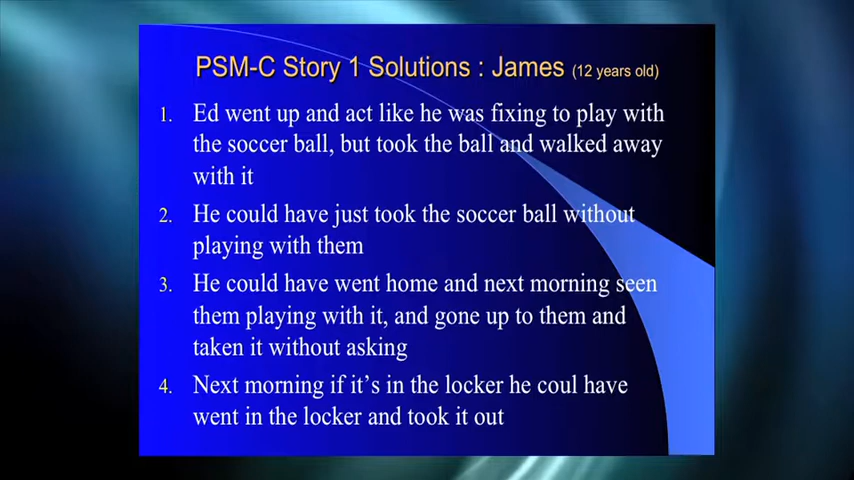 PSM-C Story 1 Solutions : James (12 years old)
1. Ed went up and act like he was fixing to play with
the soccer ball, but took the ball and walked away
with it
2. He could have just took the soccer ball without
playing with them
3. He could have went home and next morning seen
them playing with it, and gone up to them and
taken it without asking
4. Next morning if it's in the locker he coul have
went in the locker and took it out